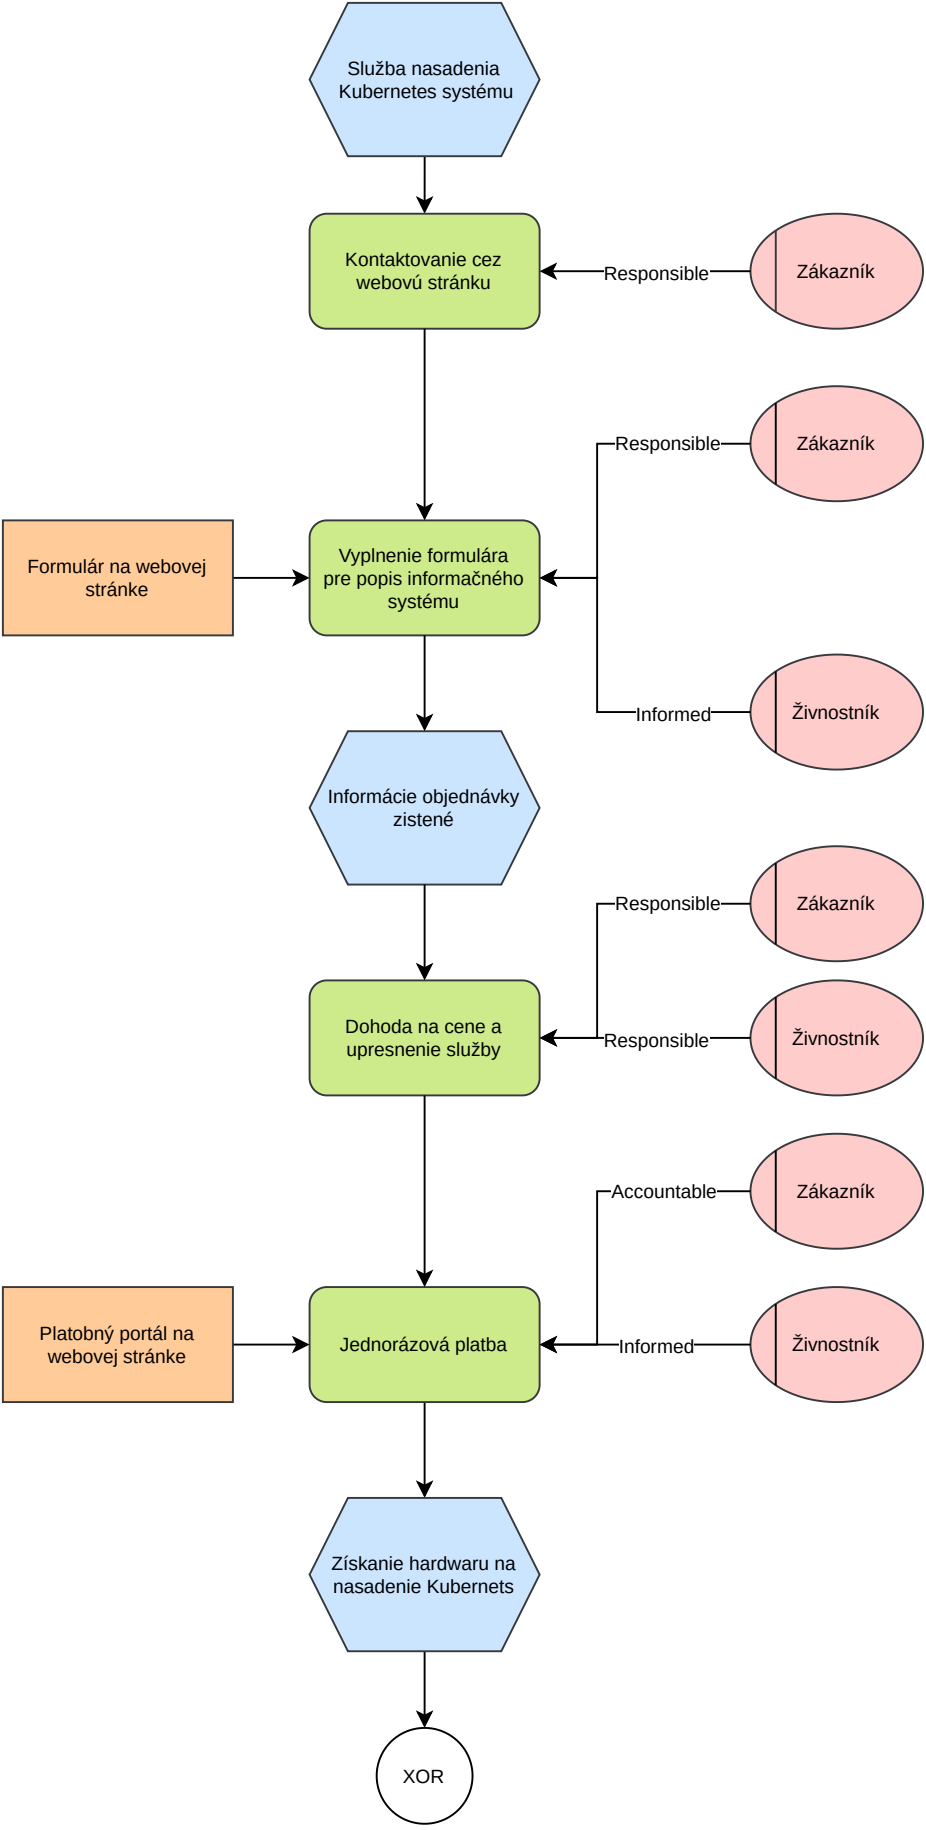 Služba nasadenia
Kubernetes systému
Kontaktovanie cez
webovú stránku
Responsible
Zákazník
Responsible
Zákazník
Formulár na webovej
stránke
Vyplnenie formulára
pre popis informačného
systému
Informed
Živnostník
Informácie objednávky
zistené
Responsible
Zákazník
Dohoda na cene a
upresnenie služby
Responsible
Živnostník
Accountable
Zákazník
Platobný portál na
webovej stránke
Jednorázová platba
Informed
Živnostník
Získanie hardwaru na
nasadenie Kubernets
XOR